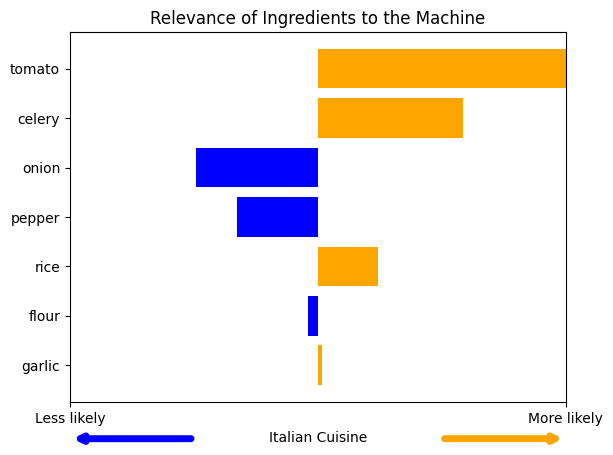 Relevance of Ingredients to the Machine
tomato
celery
onion
pepper
rice
flour
garlic
Less likely
More likely
Italian Cuisine